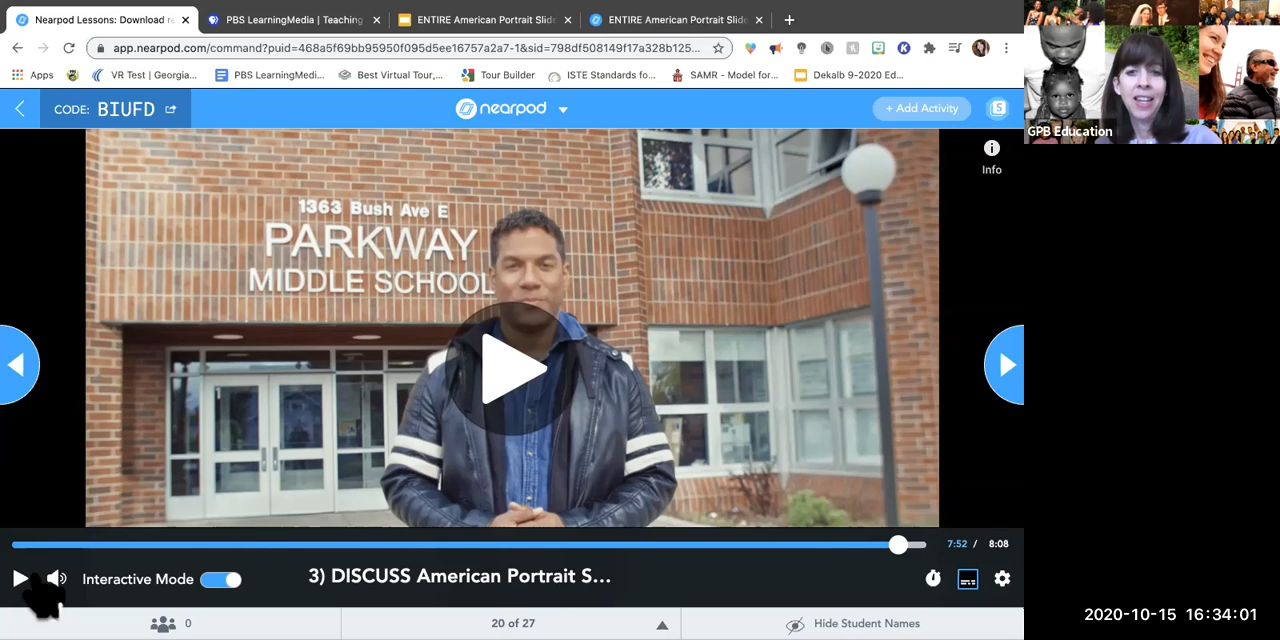 Nearpod Lessons: Download r
PBS LearningMedia | Teaching
ENTIRE American Portrait Slide
ENTIRE American Portrait Slide
app.nearpod.com/command?puid=468a5f69bb95950f095d5ee16757a2a7-1&sid=798df508149f17a328b125...
Apps
VR Test | Georgia...
PBS LearningMedi...
Best Virtual Tour,...
Tour Builder
ISTE Standards fo...
SAMR - Model for...
Dekalb 9-2020 Ed...
CODE: BIUFD
nearpod
+ Add Activity
S
GPB Education
Info
1363 Bush Ave E
PARKWAY
MIDDLE SCHOOL
7:52 / 8:08
Interactive Mode
3) DISCUSS American Portrait S...
0
20 of 27
Hide Student Names
2020-10-15 16:34:01